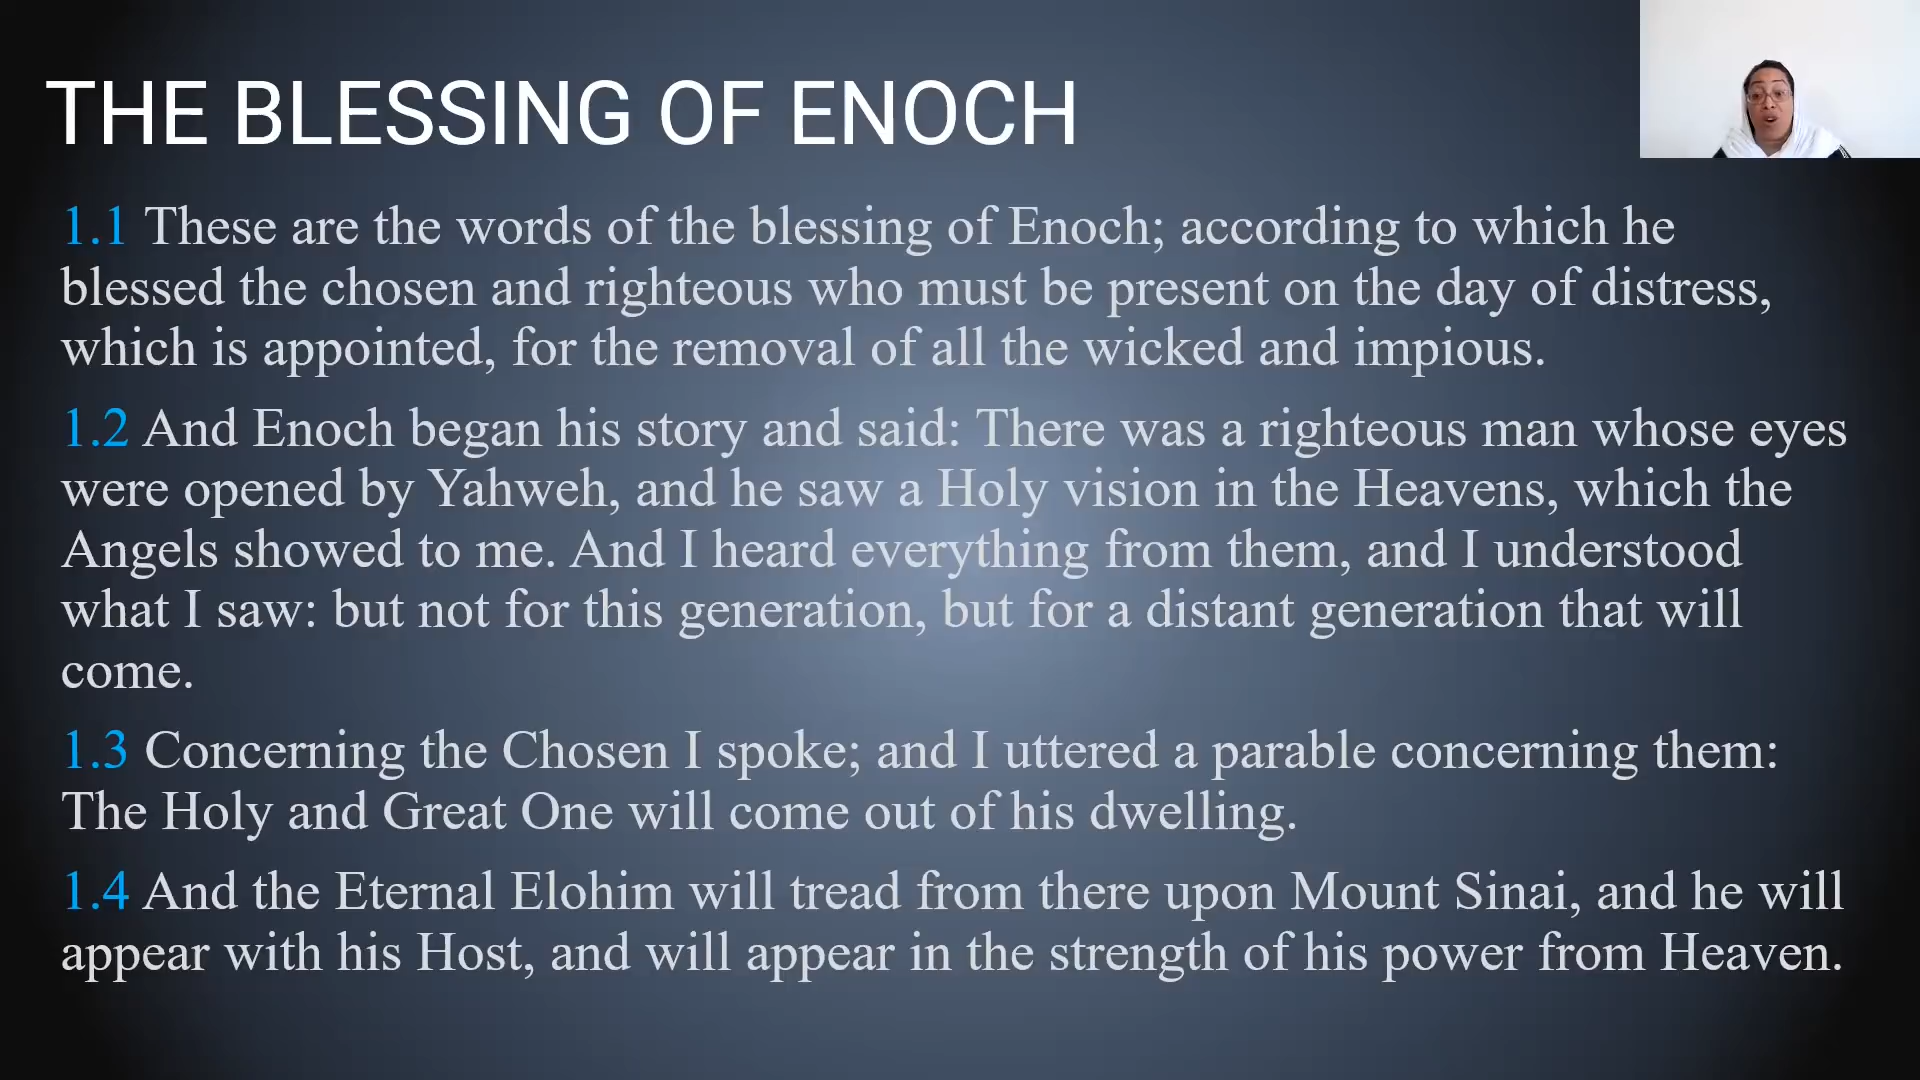 THE BLESSING OF ENOCH
1.1 These are the words of the blessing of Enoch; according to which he
blessed the chosen and righteous who must be present on the day of distress,
which is appointed, for the removal of all the wicked and impious.
1.2 And Enoch began his story and said: There was a righteous man whose eyes
were opened by Yahweh, and he saw a Holy vision in the Heavens, which the
Angels showed to me. And I heard everything from them, and I understood
what I saw: but not for this generation, but for a distant generation that will
come.
1.3 Concerning the Chosen I spoke; and I uttered a parable concerning them:
The Holy and Great One will come out of his dwelling.
1.4 And the Eternal Elohim will tread from there upon Mount Sinai, and he will
appear with his Host, and will appear in the strength of his power from Heaven.